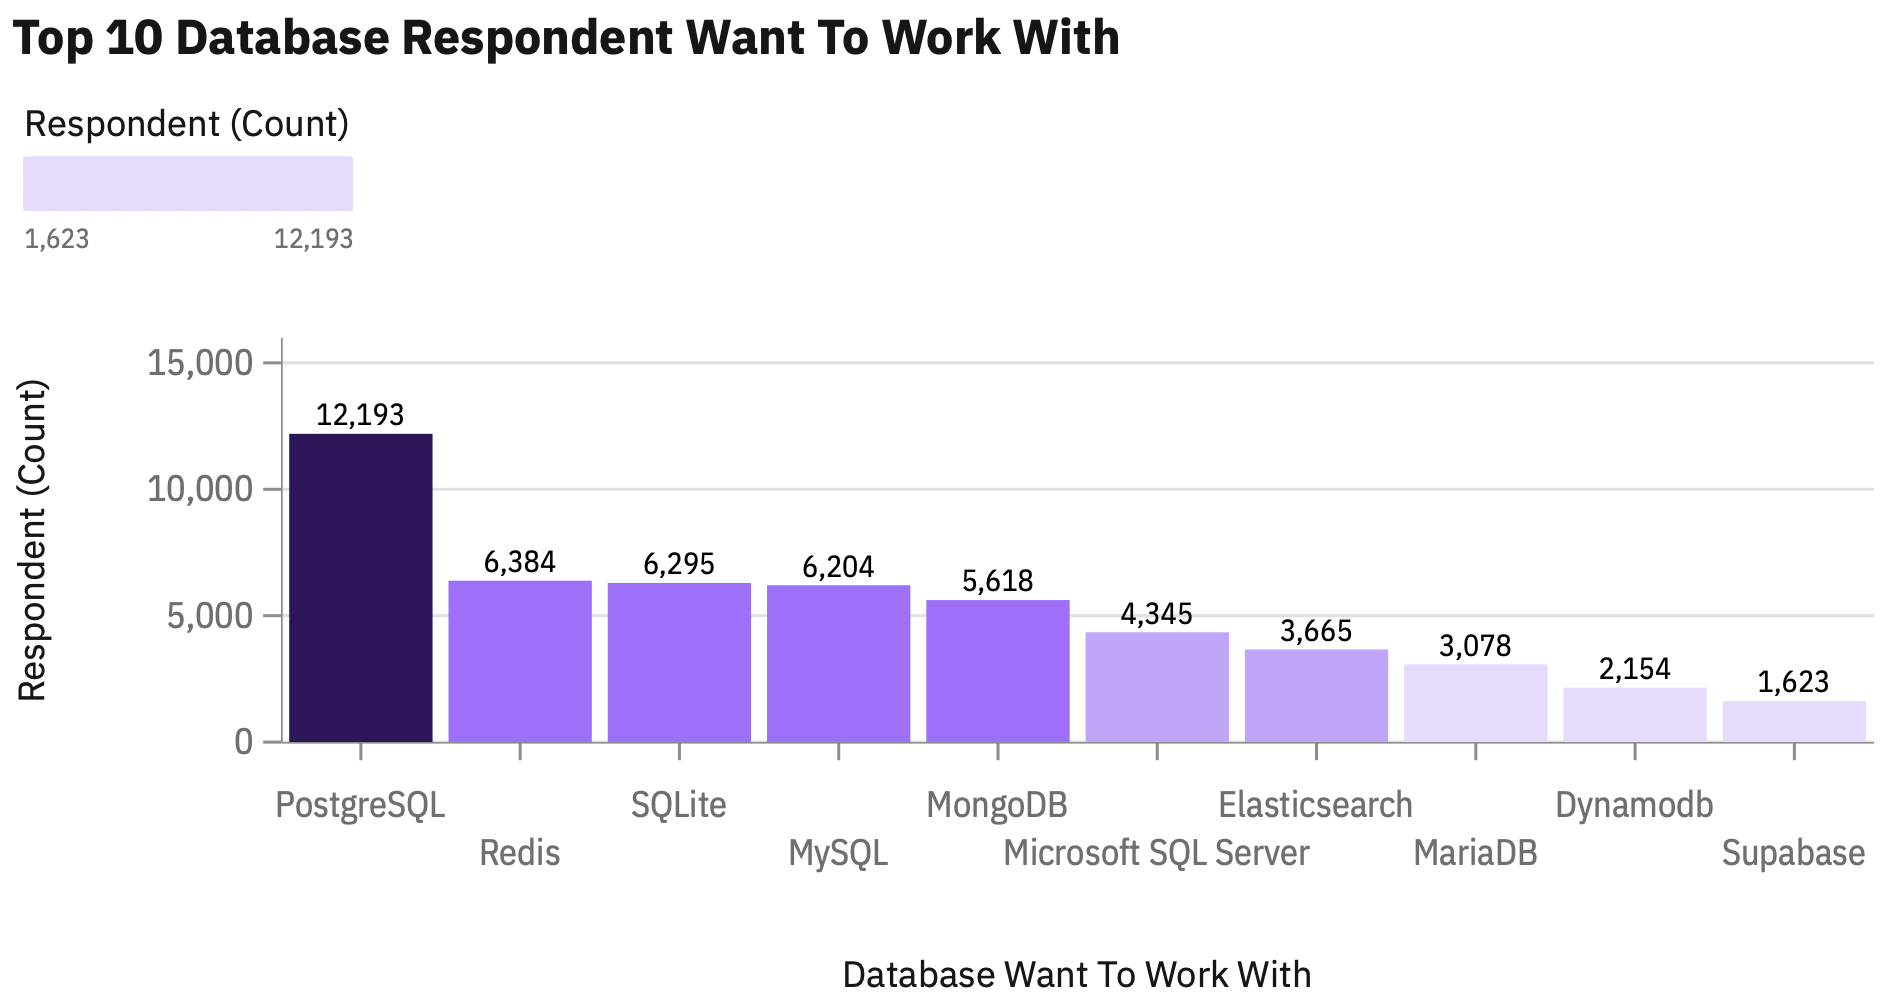 Top 10 Database Respondent Want To Work With
Respondent (Count)
1,623 12,193
Respondent (Count)
15,000
10,000
5,000
0
12,193
6,384
6,295
6,204
5,618
4,345
3,665
3,078
2,154
1,623
PostgreSQL
Redis
SQLite
MySQL
MongoDB
Microsoft SQL Server
Elasticsearch
MariaDB
Dynamodb
Supabase
Database Want To Work With